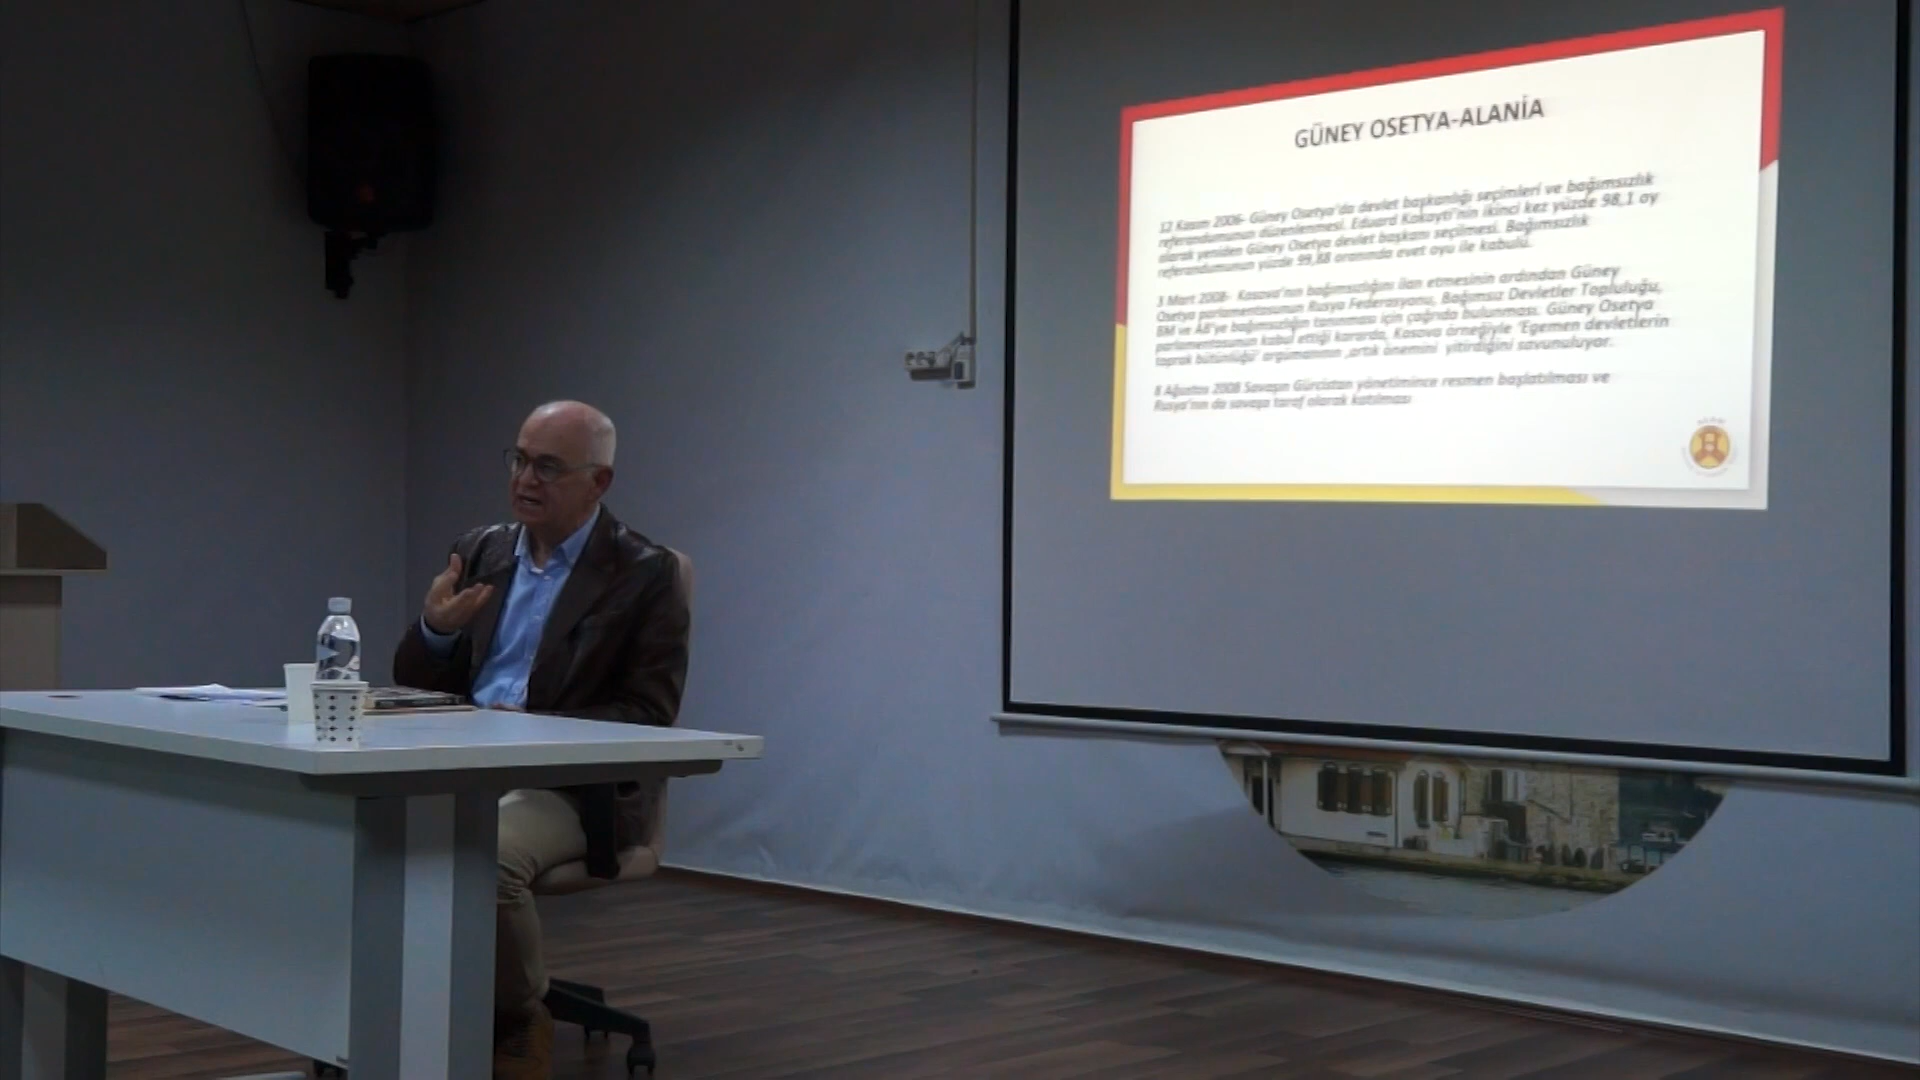 GÜNEY OSETYA-ALANİA
12 Kasım 2006- Güney Osetya'da devlet başkanlığı seçimleri ve bağımsızlık
referandumunun düzenlenmesi. Eduard Kokoyti'nin ikinci kez yüzde 98,1 oy
olarak yeniden Güney Osetya devlet başkanı seçilmesi. Bağımsızlık
referandumunun yüzde 99,88 oranında evet oyu ile kabulü.
3 Mart 2008- Kosova'nın bağımsızlığını ilan etmesinin ardından Güney
Osetya parlamentosunun Rusya Federasyonu, Bağımsız Devletler Topluluğu,
BM ve AB'ye bağımsızlığın tanınması için çağrıda bulunması. Güney Osetya
parlamentosunun kabul ettiği kararda, Kosova örneğiyle 'Egemen devletlerin
toprak bütünlüğü' argümanının ,artık önemini yitirdiğini savunuluyor.
8 Ağustos 2008 Savaşın Gürcistan yönetimince resmen başlatılması ve
Rusya'nın da savaşa taraf olarak katılması